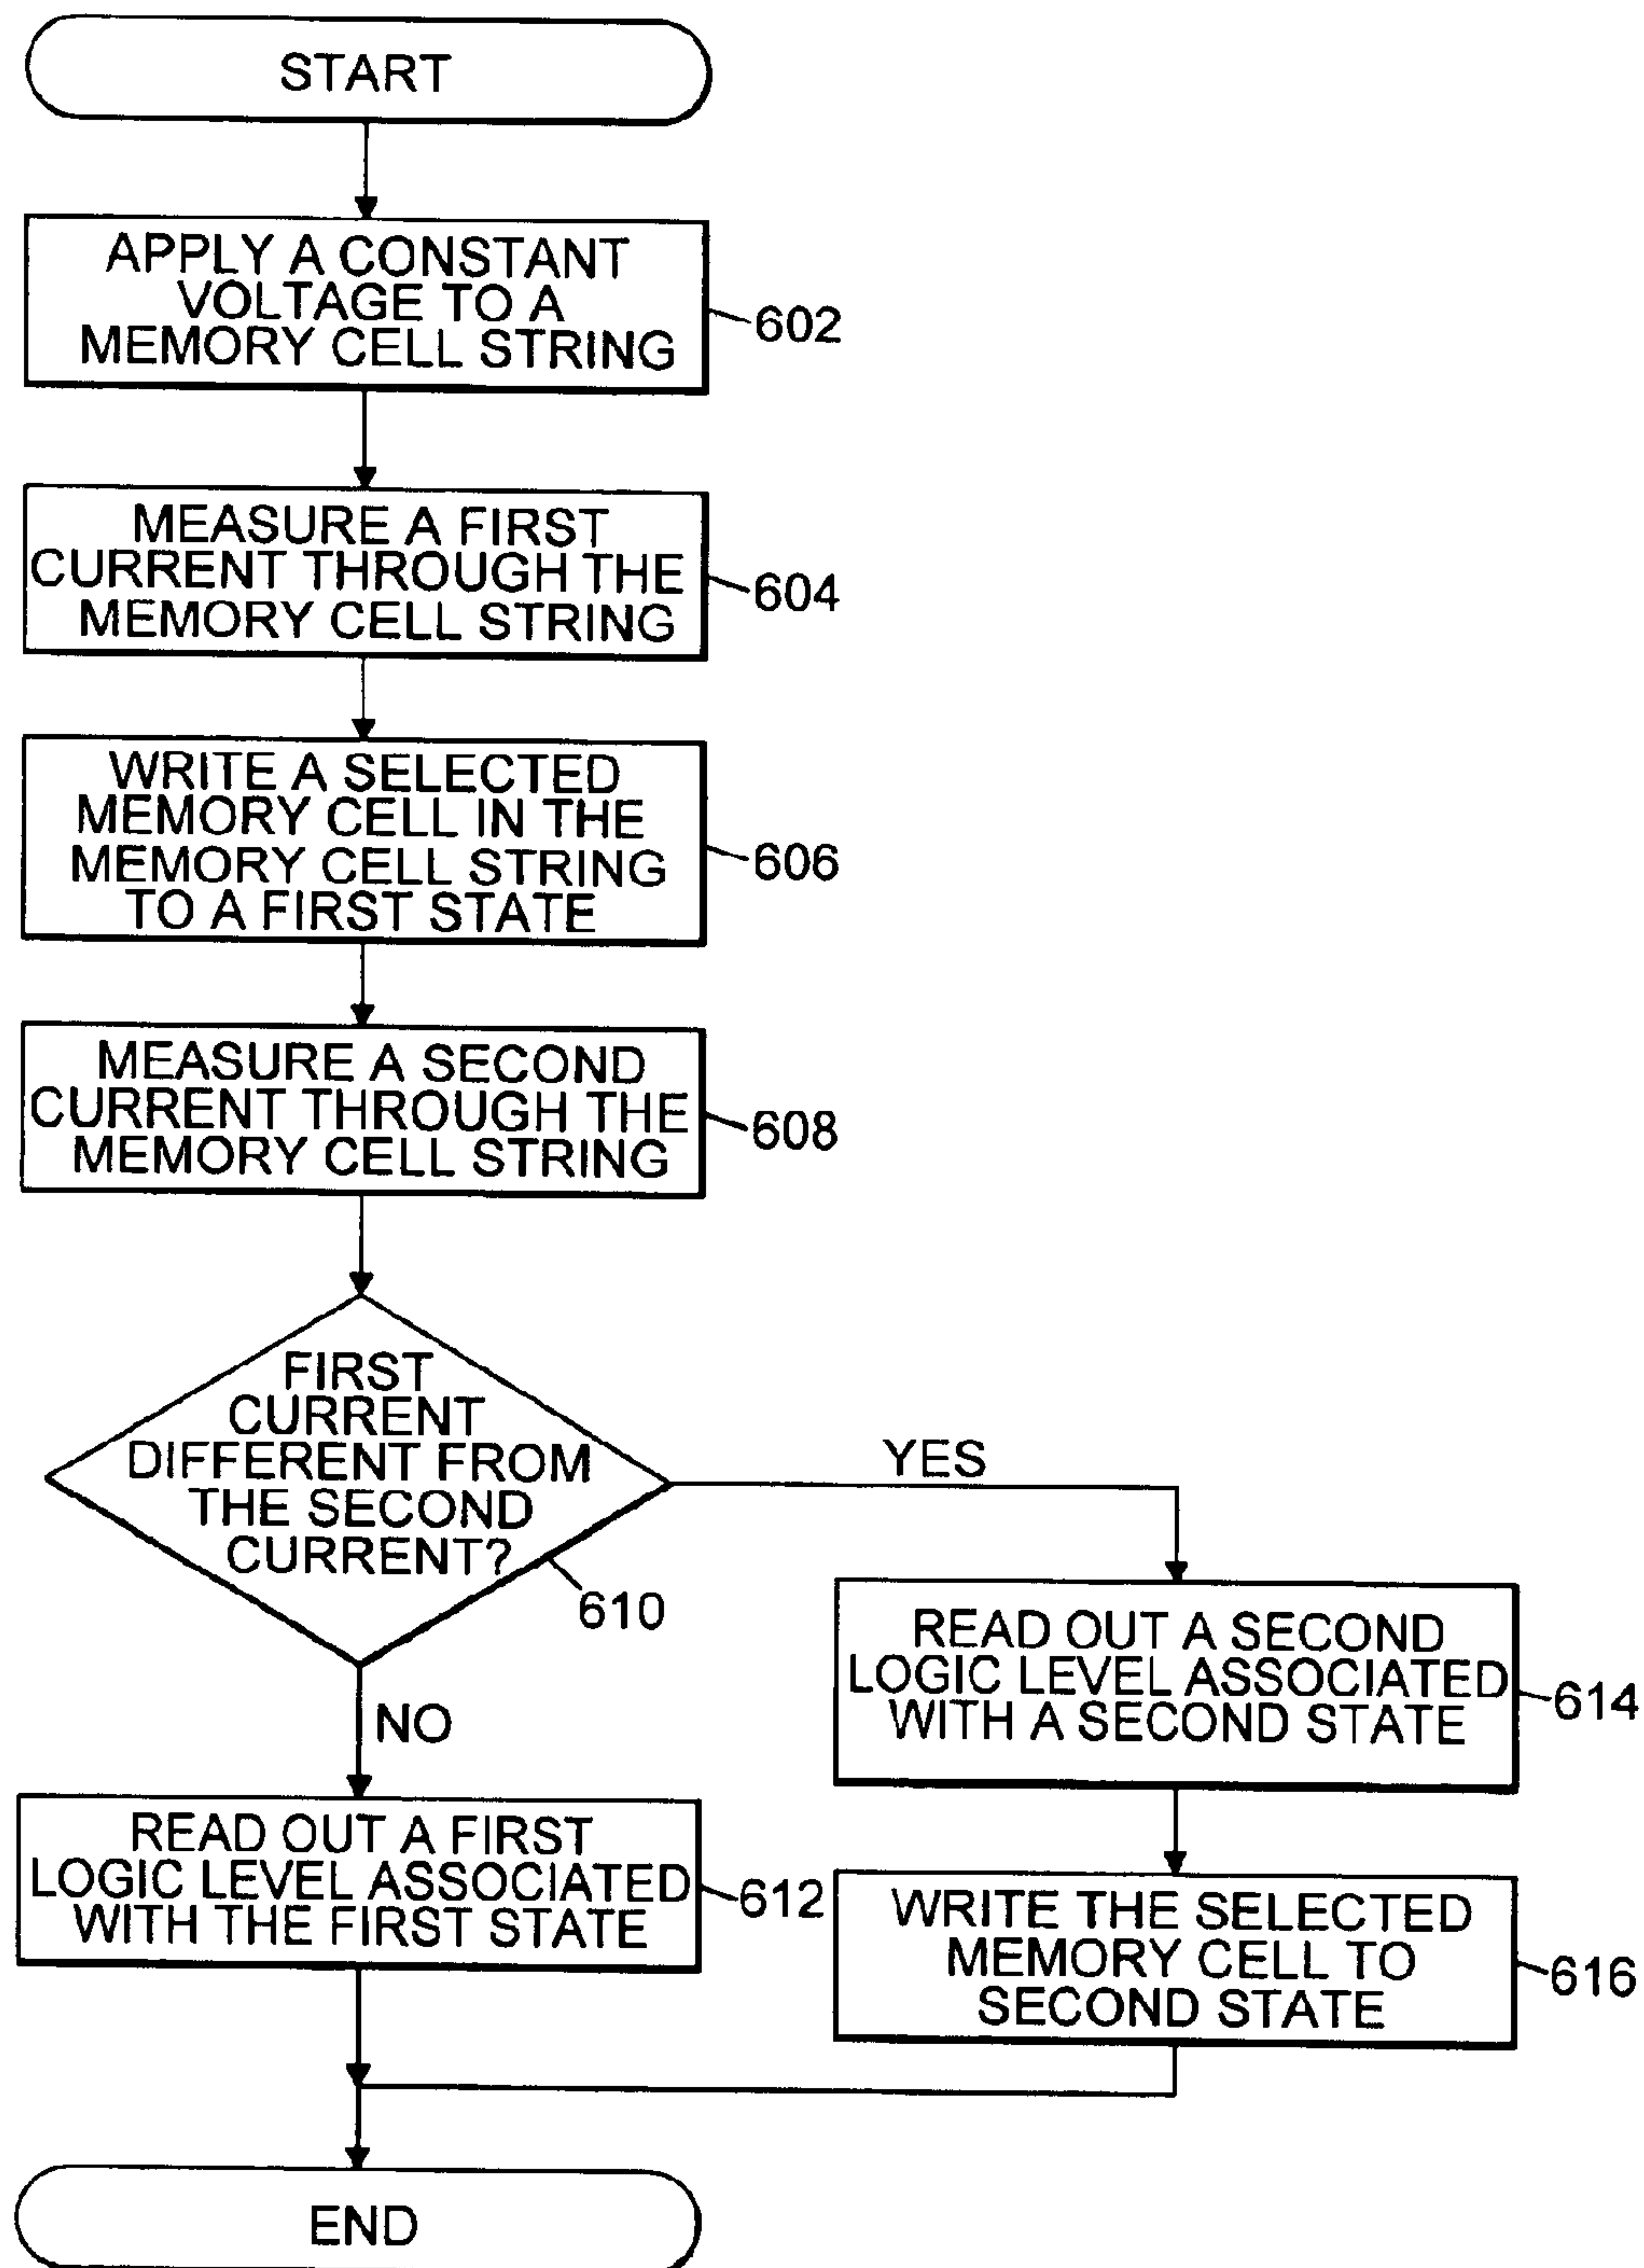 START
APPLY A CONSTANT
VOLTAGE TO A
MEMORY CELL STRING
602
MEASURE A FIRST
CURRENT THROUGH THE
MEMORY CELL STRING
604
WRITE A SELECTED
MEMORY CELL IN THE
MEMORY CELL STRING
TO A FIRST STATE
606
MEASURE A SECOND
CURRENT THROUGH THE
MEMORY CELL STRING
608
FIRST
CURRENT
DIFFERENT FROM
THE SECOND
CURRENT?
610
YES
NO
READ OUT A SECOND
LOGIC LEVEL ASSOCIATED
WITH A SECOND STATE
614
READ OUT A FIRST
LOGIC LEVEL ASSOCIATED
WITH THE FIRST STATE
612
WRITE THE SELECTED
MEMORY CELL TO
SECOND STATE
616
END